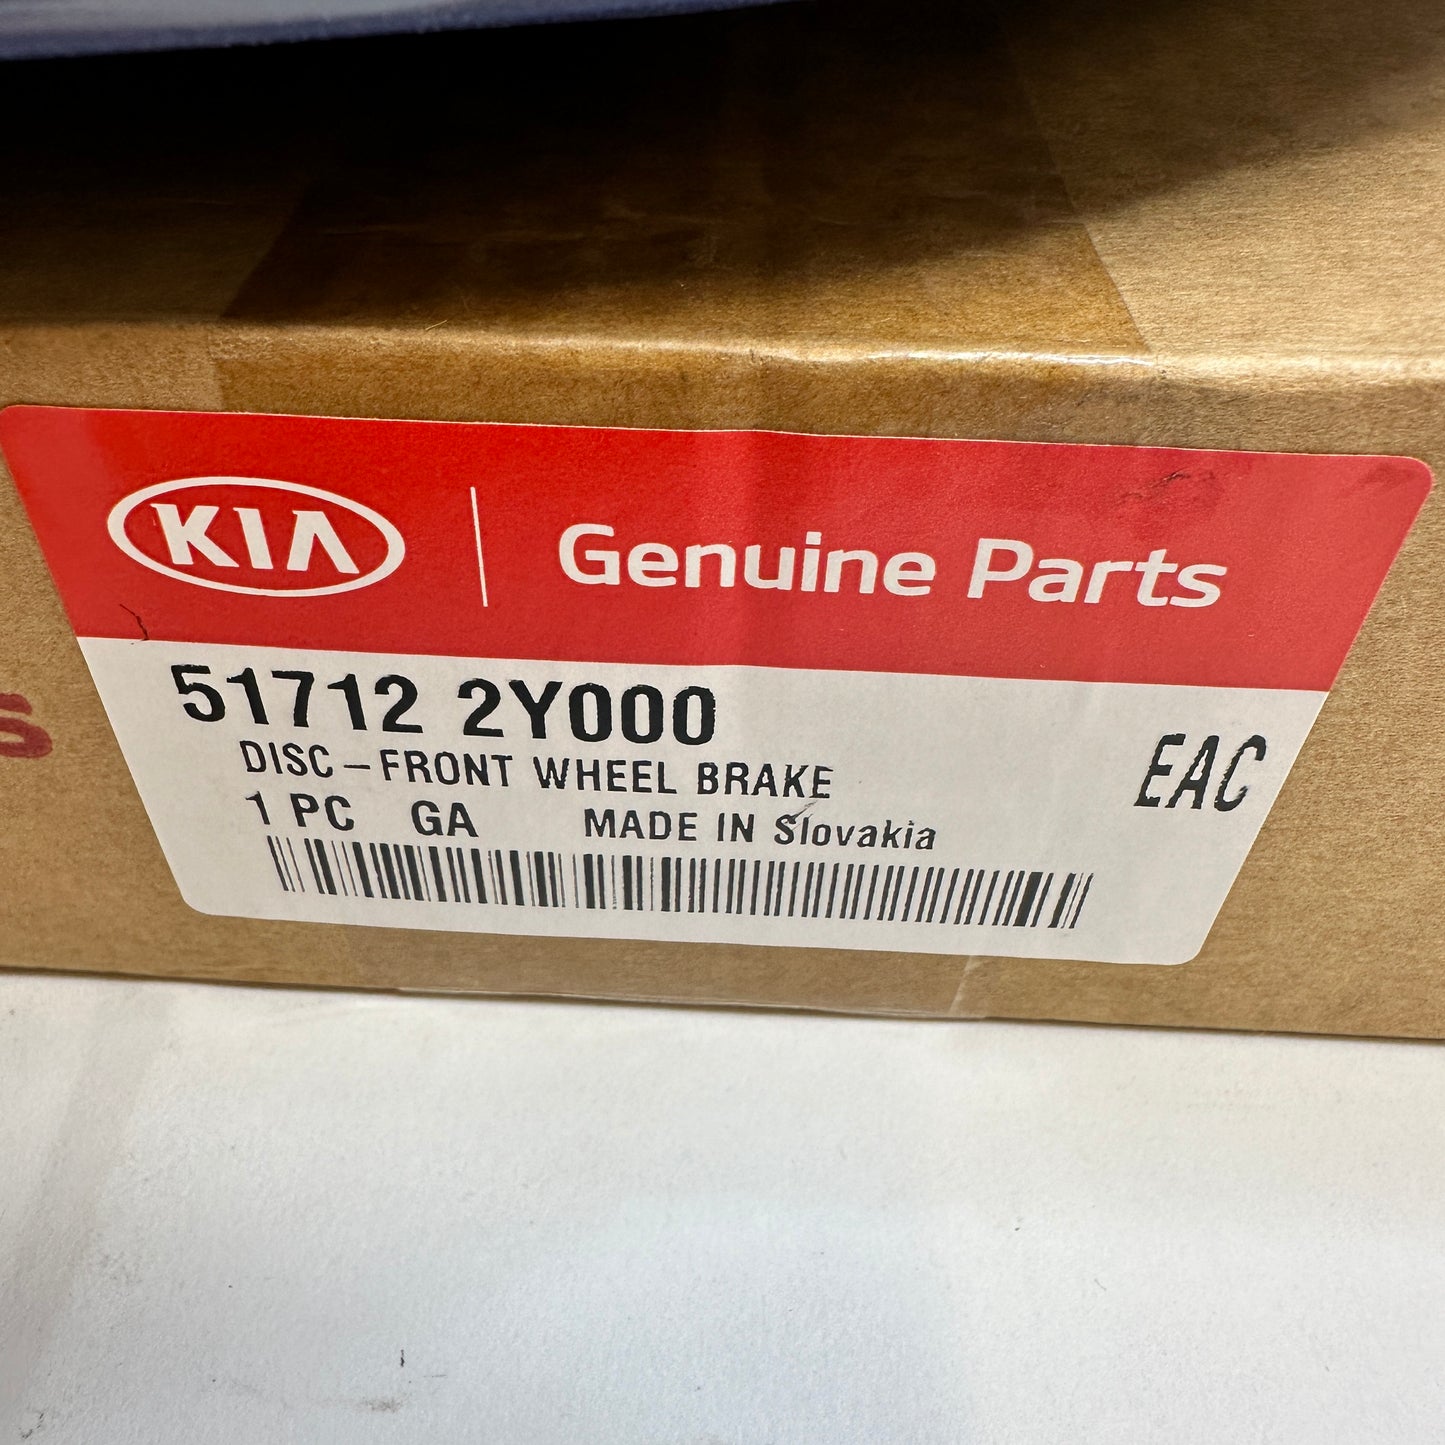 KIA
Genuine Parts
51712 2Y000
DISC-FRONT WHEEL BRAKE
EAC
1 PC GA MADE IN Slovakia